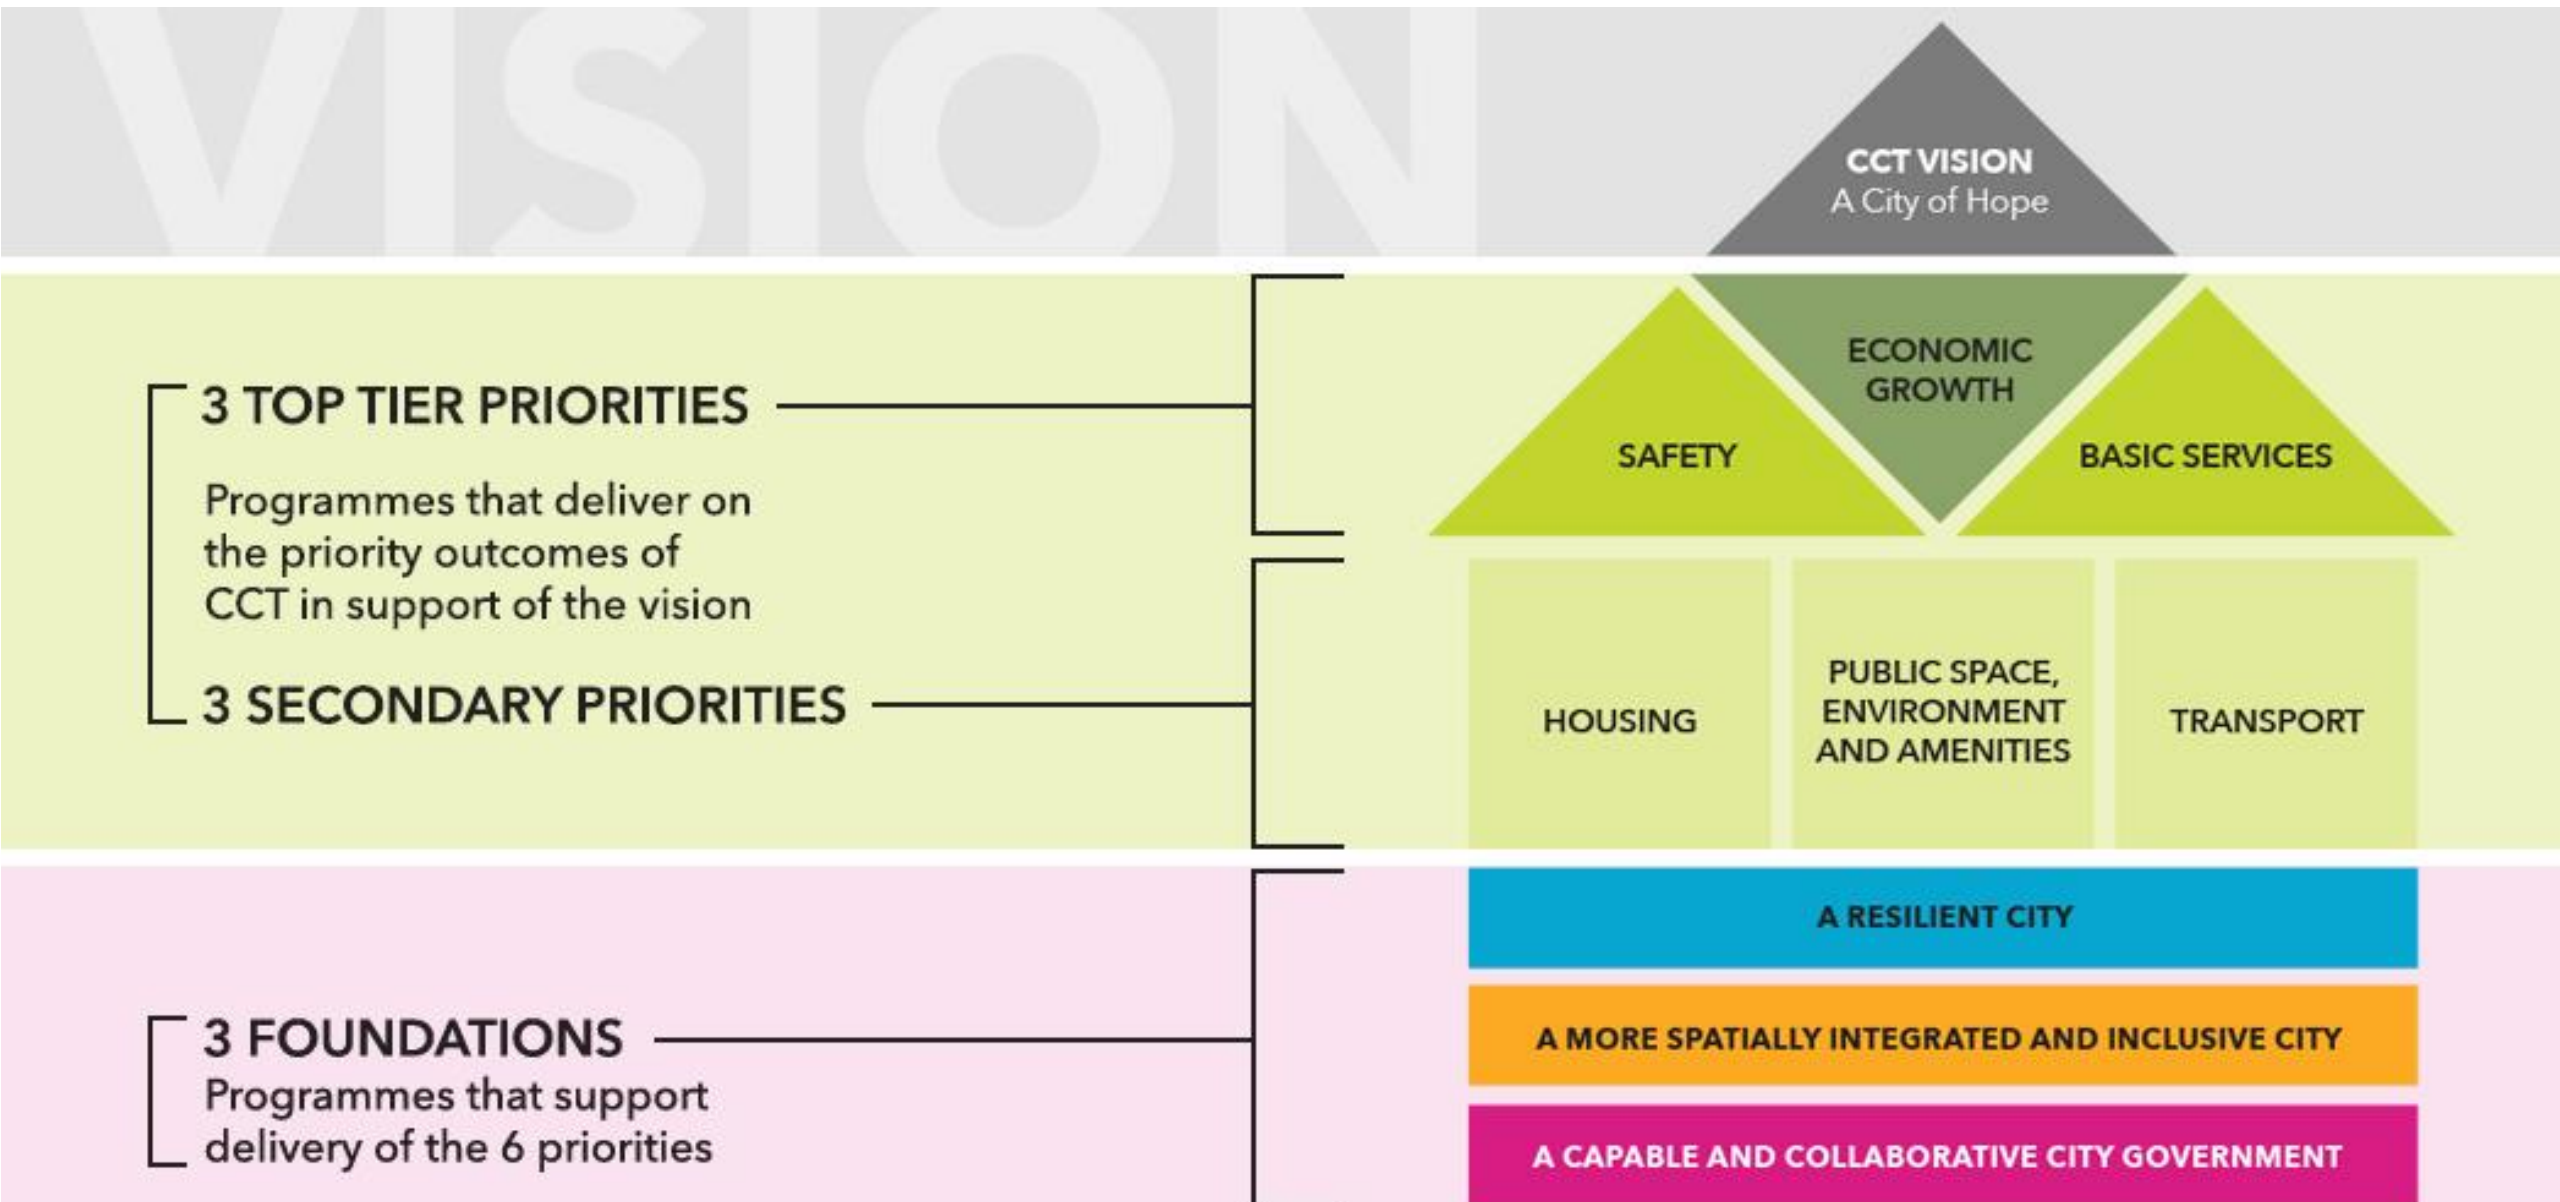 VISION
CCT VISION
A City of Hope
3 TOP TIER PRIORITIES
Programmes that deliver on
the priority outcomes of
CCT in support of the vision
3 SECONDARY PRIORITIES
ECONOMIC
GROWTH
SAFETY
BASIC SERVICES
HOUSING
PUBLIC SPACE,
ENVIRONMENT
AND AMENITIES
TRANSPORT
3 FOUNDATIONS
Programmes that support
delivery of the 6 priorities
A RESILIENT CITY
A MORE SPATIALLY INTEGRATED AND INCLUSIVE CITY
A CAPABLE AND COLLABORATIVE CITY GOVERNMENT